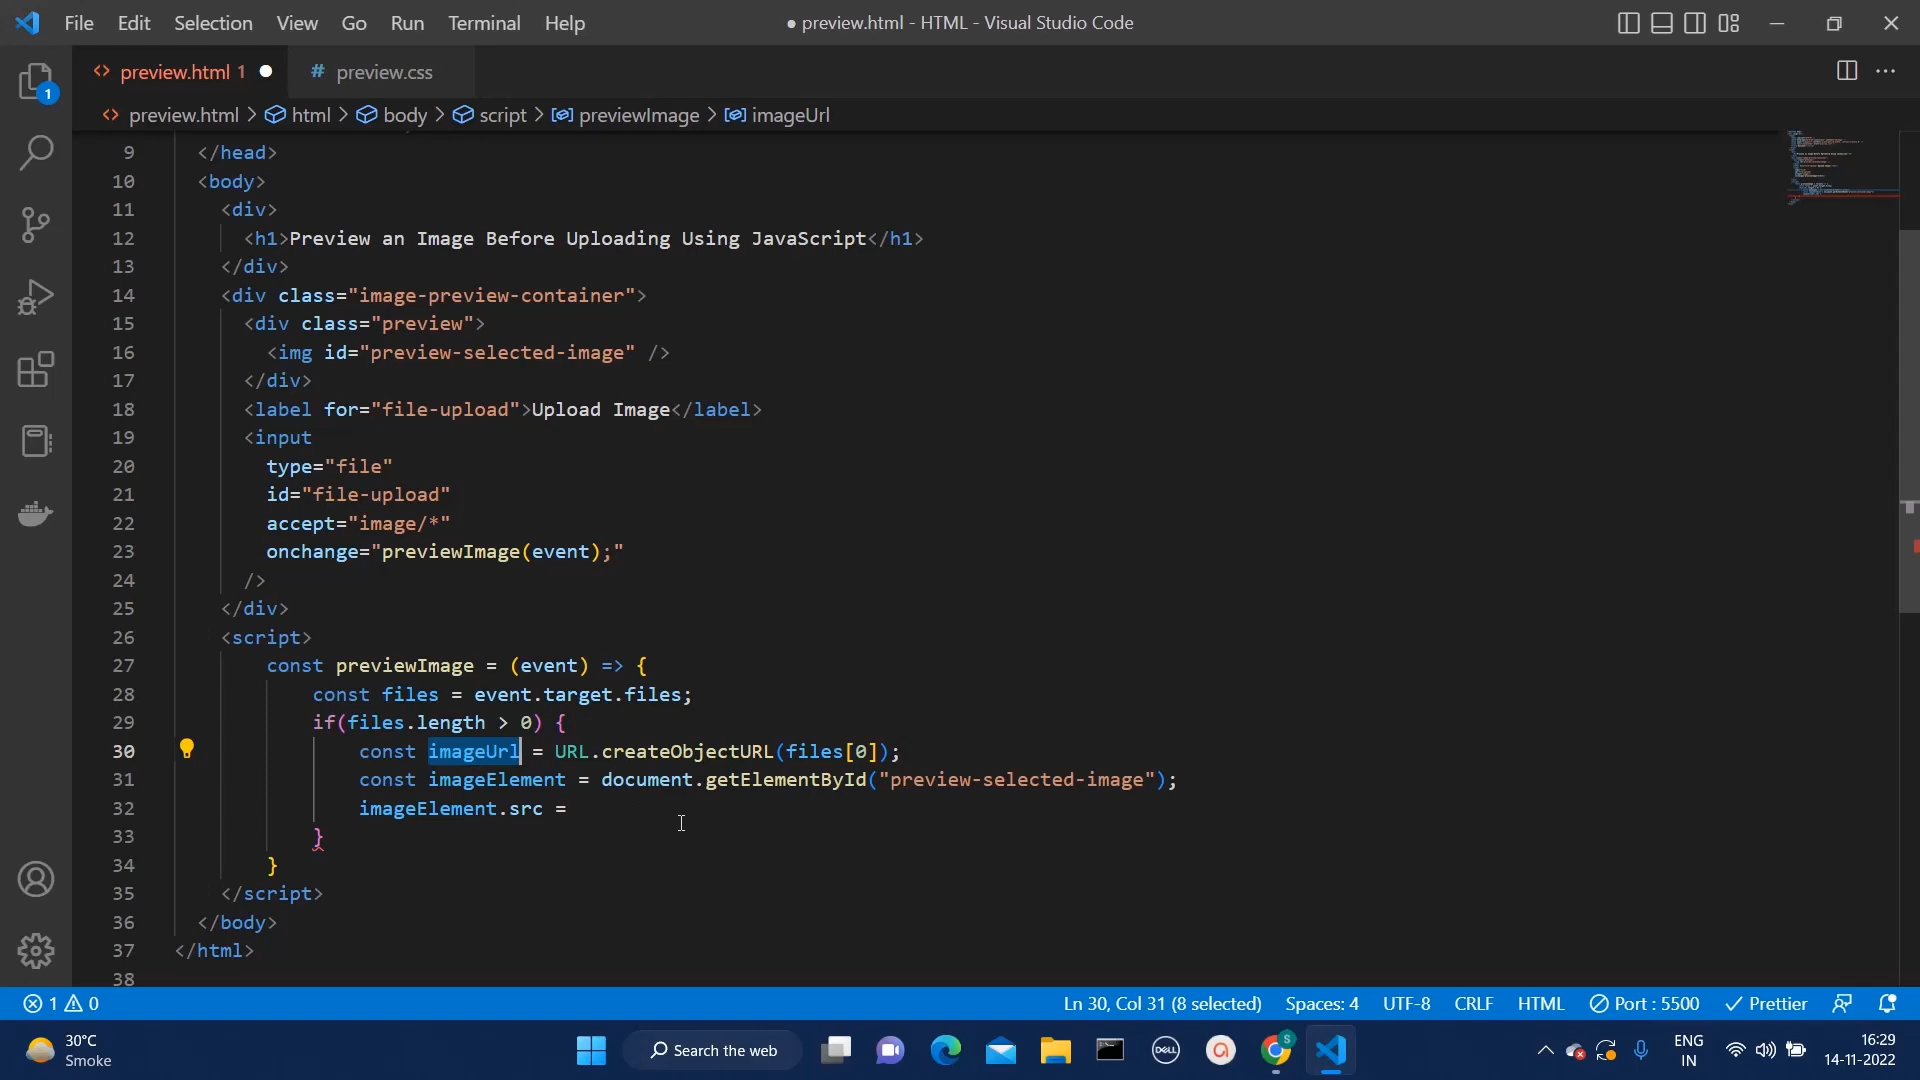 File Edit Selection View Go Run Terminal Help ● preview.html - HTML - Visual Studio Code
preview.html 1 ● # preview.css
1
preview.html > html > body > script > previewImage > imageUrl
9 </head>
10 <body>
11 <div>
12 <h1>Preview an Image Before Uploading Using JavaScript</h1>
13 </div>
14 <div class="image-preview-container">
15 <div class="preview">
16 <img id="preview-selected-image" />
17 </div>
18 <label for="file-upload">Upload Image</label>
19 <input
20 type="file"
21 id="file-upload"
22 accept="image/*"
23 onchange="previewImage(event);"
24 />
25 </div>
26 <script>
27 const previewImage = (event) => {
28 const files = event.target.files;
29 if(files.length > 0) {
30 const imageUrl = URL.createObjectURL(files[0]);
31 const imageElement = document.getElementById("preview-selected-image");
32 imageElement.src =
33 }
34 }
35 </script>
36 </body>
37 </html>
38
1 0 Ln 30, Col 31 (8 selected) Spaces: 4 UTF-8 CRLF HTML Port : 5500 Prettier
30°C Smoke Search the web DELL ENG IN 16:29 14-11-2022